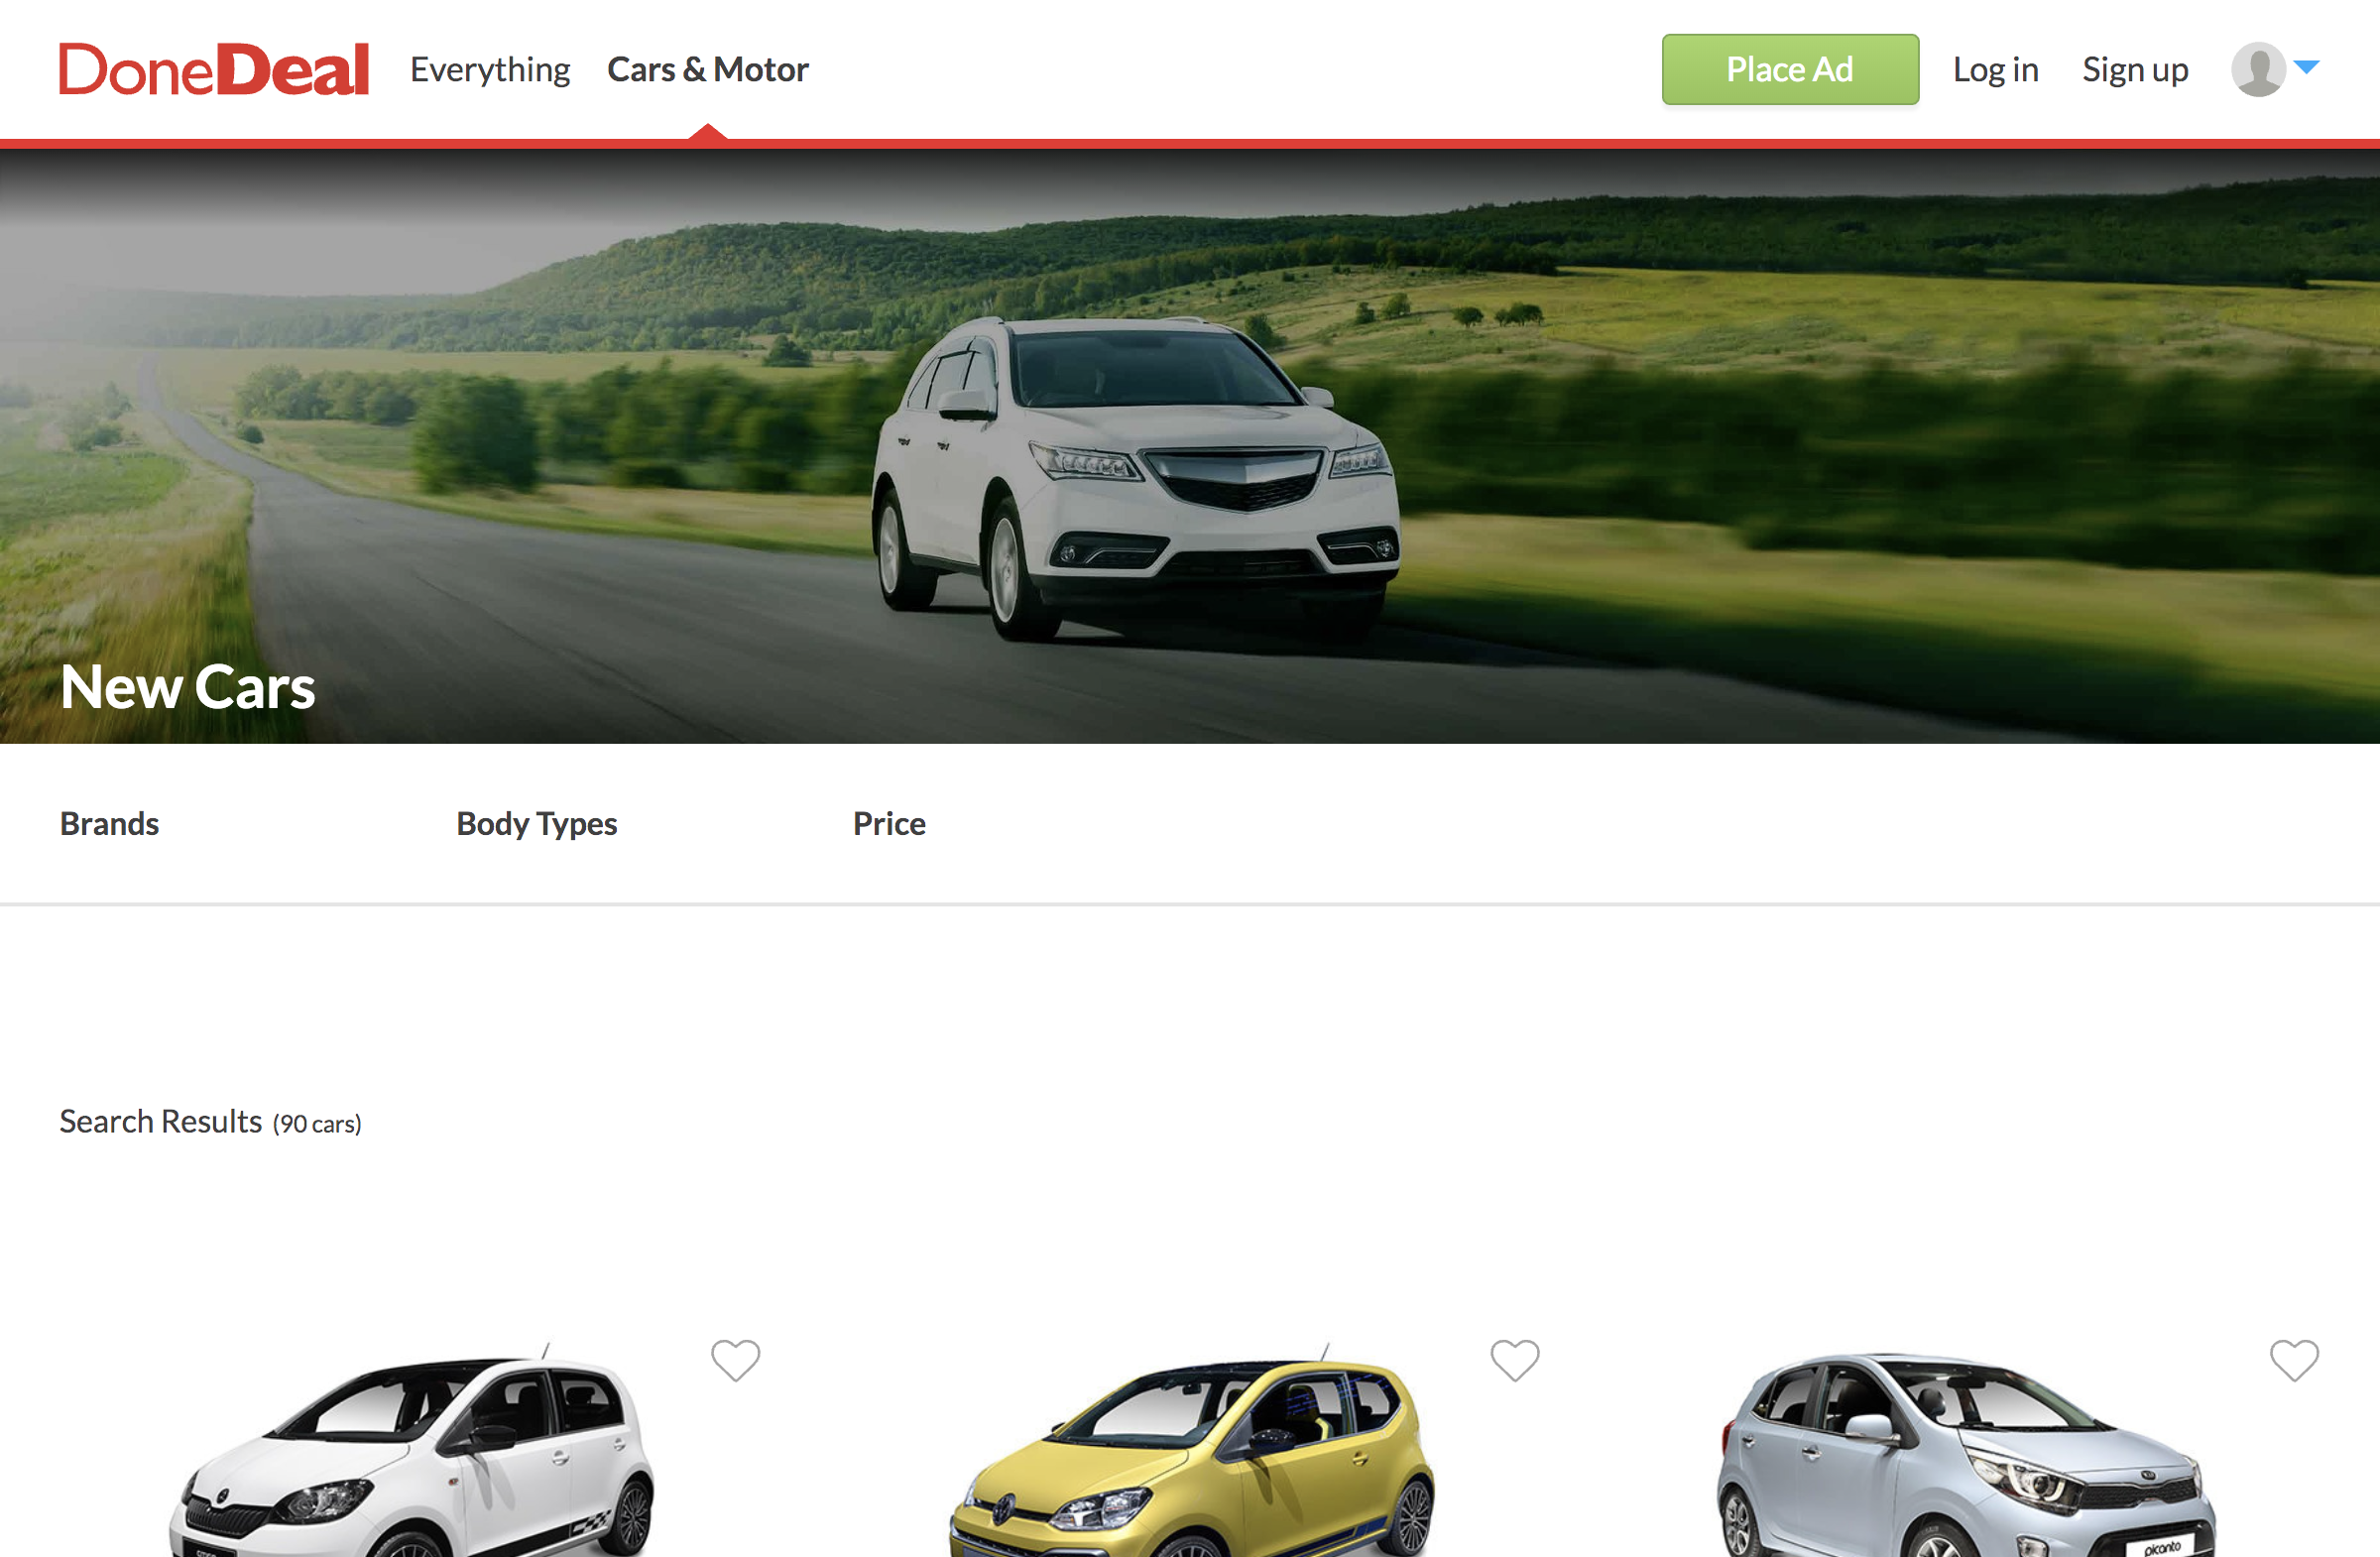 DoneDeal Everything Cars & Motor Place Ad Log in Sign up
New Cars
Brands Body Types Price
Search Results (90 cars)
picanto